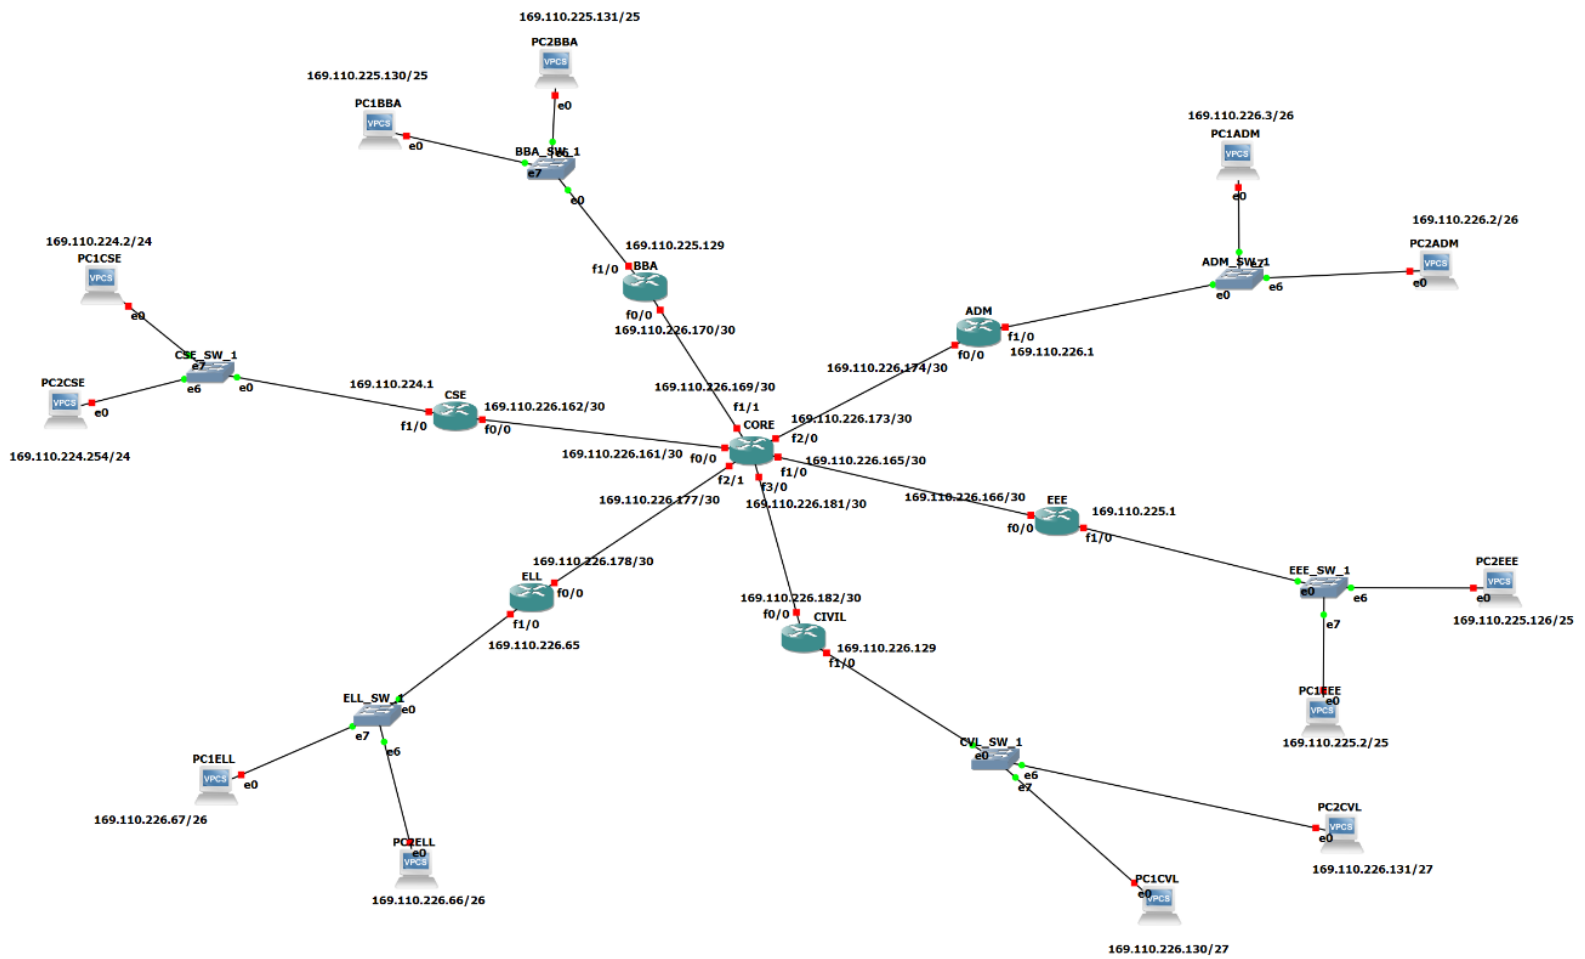 169.110.225.131/25
PC2BBA
VPCS
e0
169.110.225.130/25
PC1BBA
VPCS
e0
BBA_SW_1
e6
e7
e0
169.110.226.3/26
PC1ADM
VPCS
e0
169.110.226.2/26
PC2ADM
VPCS
e0
ADM_SW_1
e7
e0
e6
169.110.224.2/24
PC1CSE
VPCS
e0
169.110.225.129
f1/0
BBA
f0/0
169.110.226.170/30
ADM
f1/0
f0/0
169.110.226.1
CSE_SW_1
e7
e6
e0
PC2CSE
VPCS
e0
169.110.224.254/24
169.110.224.1
CSE
f1/0
169.110.226.162/30
f0/0
169.110.226.174/30
169.110.226.169/30
f1/1
CORE
169.110.226.173/30
f2/0
169.110.226.161/30
f0/0
169.110.226.165/30
f1/0
f2/1
f3/0
169.110.226.177/30
169.110.226.181/30
169.110.226.166/30
EEE
169.110.225.1
f0/0
f1/0
169.110.226.178/30
ELL
f0/0
f1/0
169.110.226.65
169.110.226.182/30
f0/0
CIVIL
169.110.226.129
f1/0
EEE_SW_1
e0
e6
e7
PC2EEE
VPCS
e0
169.110.225.126/25
PC1EEE
e0
VPCS
169.110.225.2/25
ELL_SW_1
e0
e7
e6
PC1ELL
VPCS
e0
169.110.226.67/26
PC2ELL
e0
VPCS
169.110.226.66/26
CVL_SW_1
e0
e6
e7
PC2CVL
VPCS
e0
169.110.226.131/27
PC1CVL
e0
VPCS
169.110.226.130/27